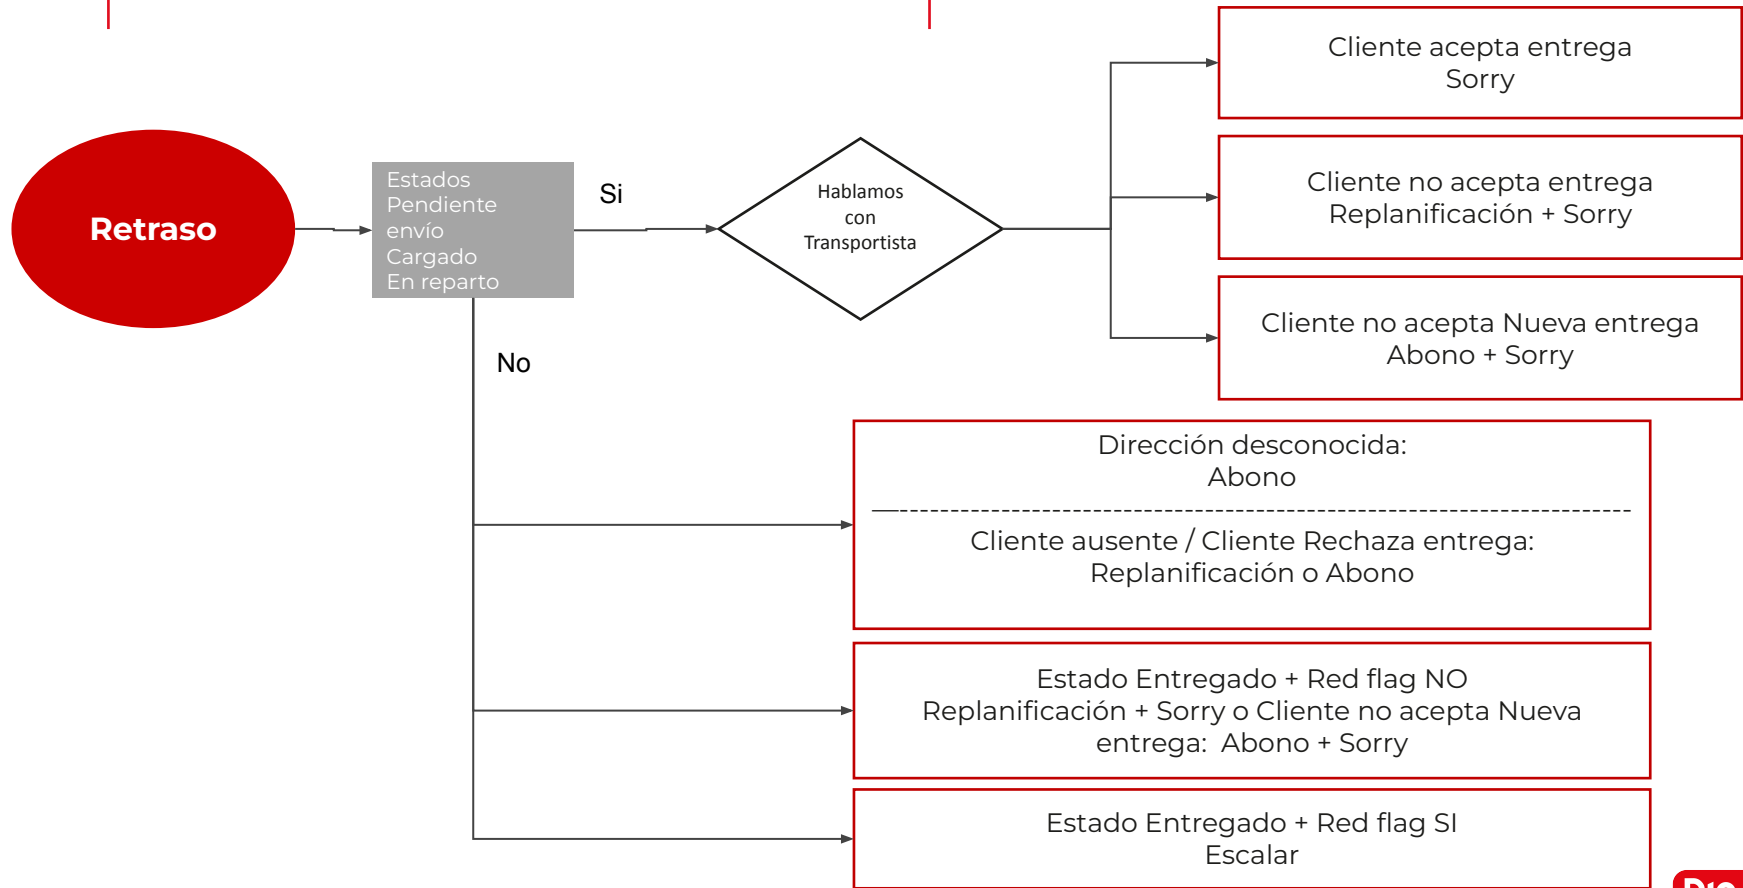 Retraso
Estados
Pendiente
envío
Cargado
En reparto
Si
Hablamos
con
Transportista
Cliente acepta entrega
Sorry
Cliente no acepta entrega
Replanificación + Sorry
Cliente no acepta Nueva entrega
Abono + Sorry
No
Dirección desconocida:
Abono
Cliente ausente / Cliente Rechaza entrega:
Replanificación o Abono
Estado Entregado + Red flag NO
Replanificación + Sorry o Cliente no acepta Nueva
entrega: Abono + Sorry
Estado Entregado + Red flag SI
Escalar